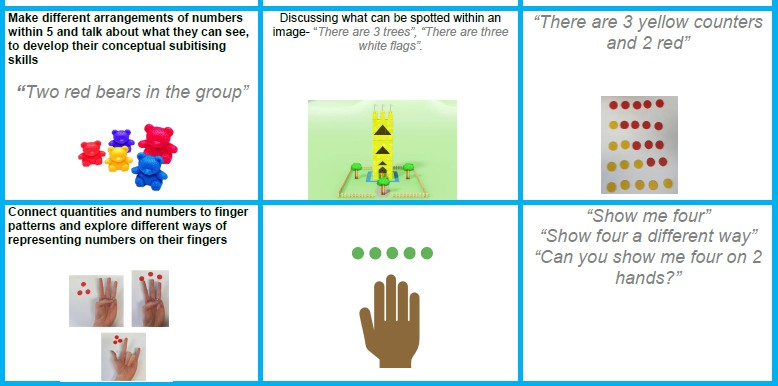 Make different arrangements of numbers
within 5 and talk about what they can see,
to develop their conceptual subitising
skills
“Two red bears in the group”
Discussing what can be spotted within an
image- “There are 3 trees”, “There are three
white flags”.
“There are 3 yellow counters
and 2 red”
Connect quantities and numbers to finger
patterns and explore different ways of
representing numbers on their fingers
“Show me four”
“Show four a different way”
“Can you show me four on 2
hands?”